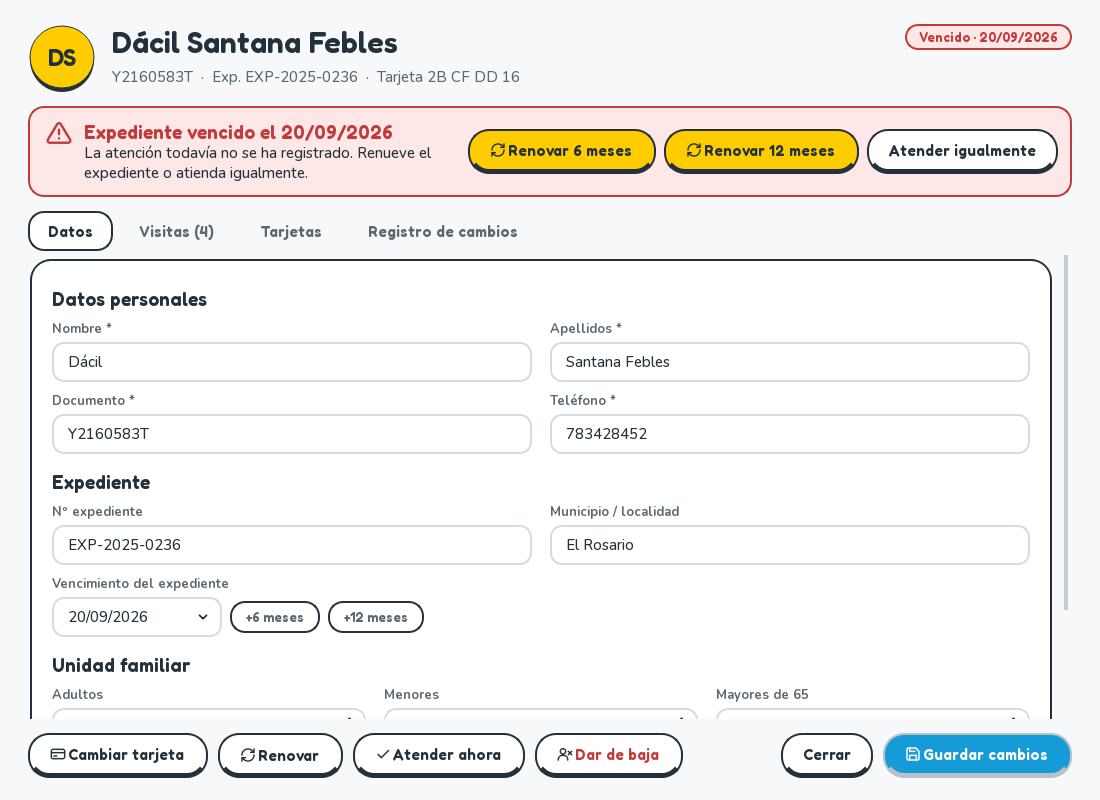 DS
Dácil Santana Febles
Y2160583T · Exp. EXP-2025-0236 · Tarjeta 2B CF DD 16
Vencido · 20/09/2026
Expediente vencido el 20/09/2026
La atención todavía no se ha registrado. Renueve el
expediente o atienda igualmente.
Renovar 6 meses
Renovar 12 meses
Atender igualmente
Datos
Visitas (4)
Tarjetas
Registro de cambios
Datos personales
Nombre *
Apellidos *
Dácil
Santana Febles
Documento *
Teléfono *
Y2160583T
783428452
Expediente
Nº expediente
Municipio / localidad
EXP-2025-0236
El Rosario
Vencimiento del expediente
20/09/2026
+6 meses
+12 meses
Unidad familiar
Adultos
Menores
Mayores de 65
Cambiar tarjeta
Renovar
Atender ahora
Dar de baja
Cerrar
Guardar cambios